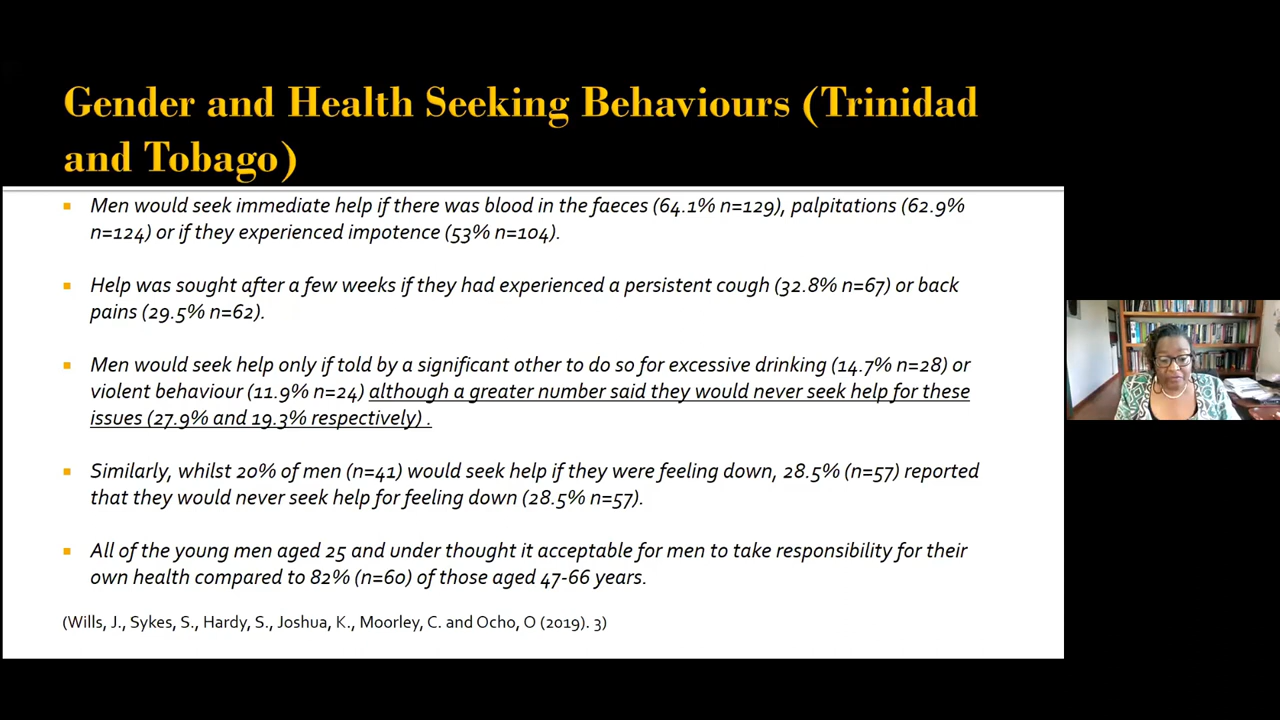 Gender and Health Seeking Behaviours (Trinidad
and Tobago)
Men would seek immediate help if there was blood in the faeces (64.1% n=129), palpitations (62.9%
n=124) or if they experienced impotence (53% n=104).
Help was sought after a few weeks if they had experienced a persistent cough (32.8% n=67) or back
pains (29.5% n=62).
Men would seek help only if told by a significant other to do so for excessive drinking (14.7% n=28) or
violent behaviour (11.9% n=24) although a greater number said they would never seek help for these
issues (27.9% and 19.3% respectively) .
Similarly, whilst 20% of men (n=41) would seek help if they were feeling down, 28.5% (n=57) reported
that they would never seek help for feeling down (28.5% n=57).
All of the young men aged 25 and under thought it acceptable for men to take responsibility for their
own health compared to 82% (n=60) of those aged 47-66 years.
(Wills, J., Sykes, S., Hardy, S., Joshua, K., Moorley, C. and Ocho, O (2019). 3)